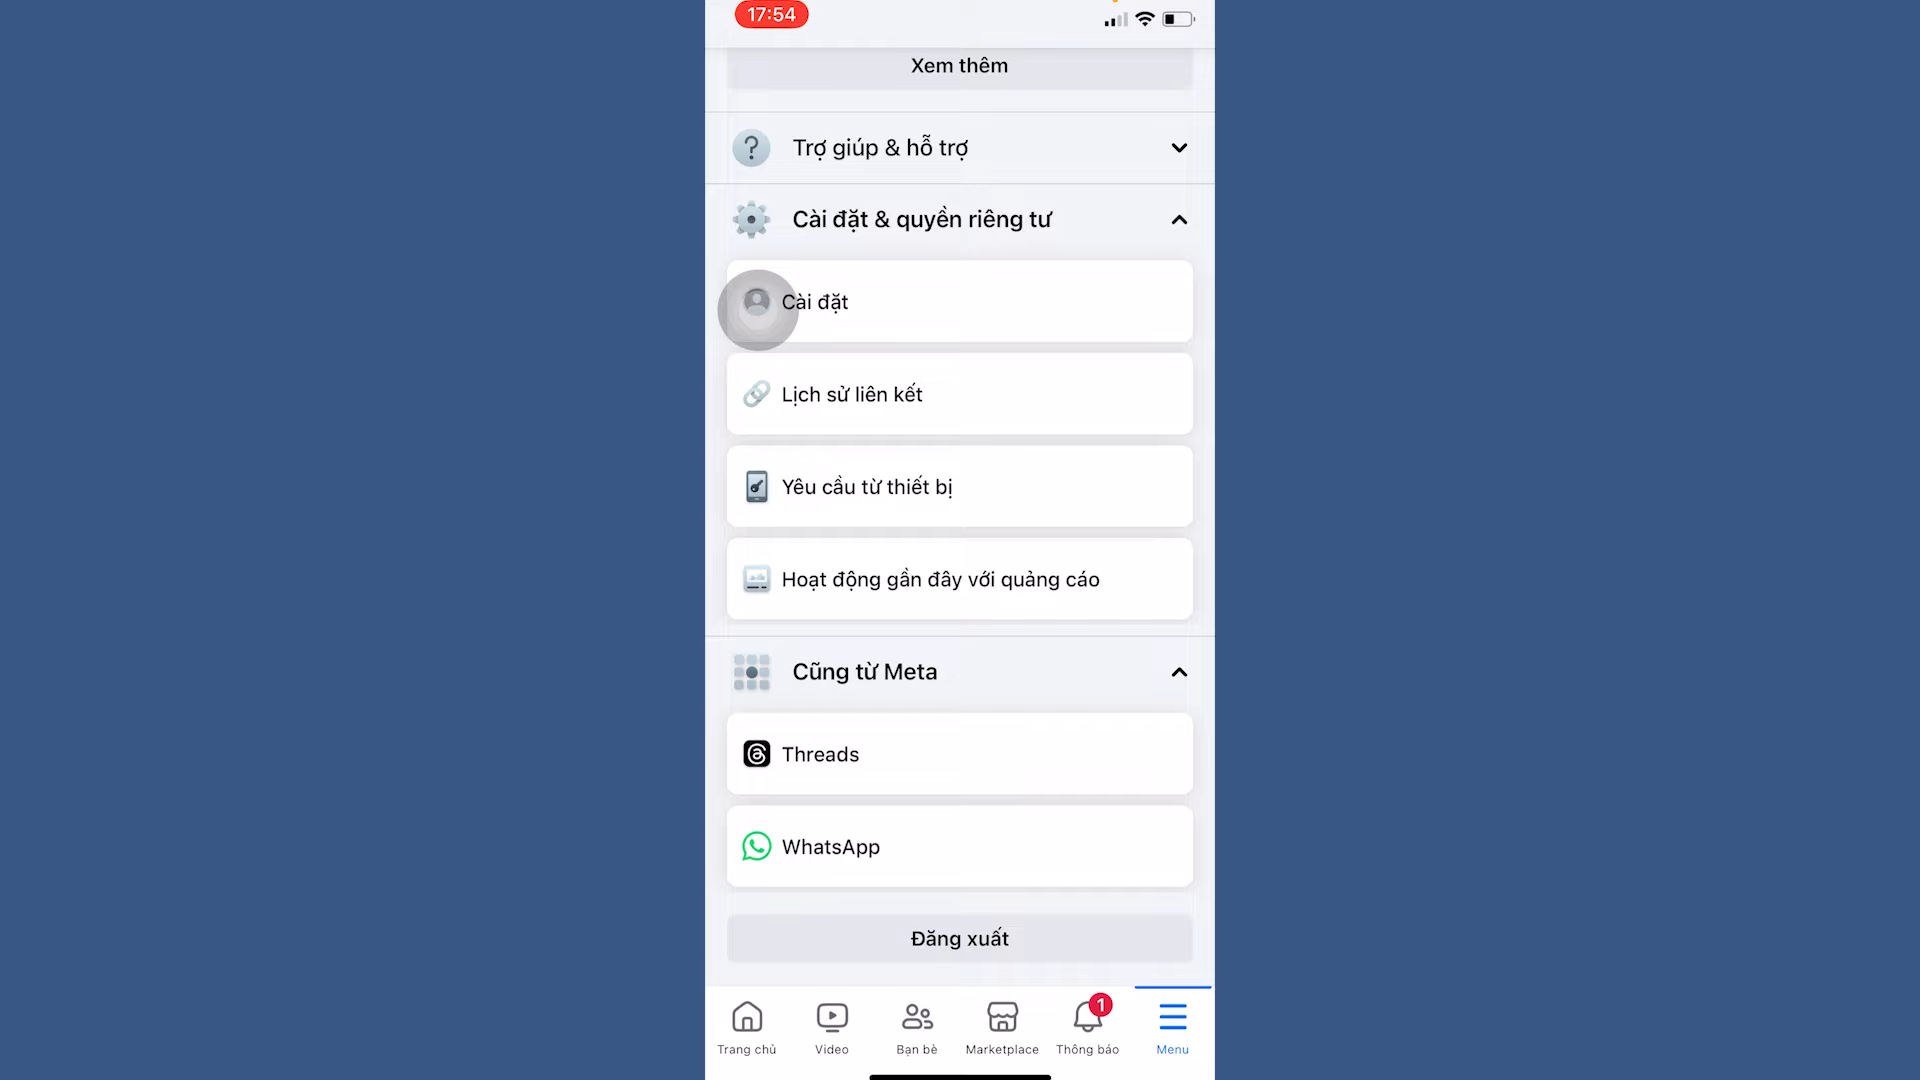 17:54
Xem thêm
Trợ giúp & hỗ trợ
Cài đặt & quyền riêng tư
Cài đặt
Lịch sử liên kết
Yêu cầu từ thiết bị
Hoạt động gần đây với quảng cáo
Cũng từ Meta
Threads
WhatsApp
Đăng xuất
1
Trang chủ Video Bạn bè Marketplace Thông báo Menu